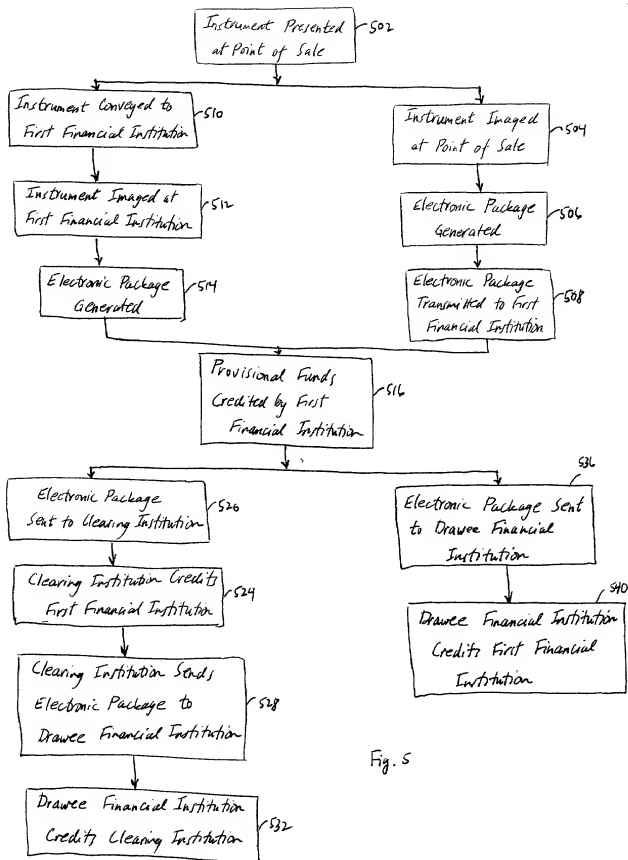 Instrument Presented
at Point of Sale
502
Instrument Conveyed to
First Financial Institution
510
Instrument Imaged
at Point of Sale
504
Instrument Imaged at
First Financial Institution
512
Electronic Package
Generated
506
Electronic Package
Generated
514
Electronic Package
Transmitted to First
Financial Institution
508
Provisional Funds
Credited by First
Financial Institution
516
Electronic Package
Sent to Clearing Institution
520
536
Electronic Package Sent
to Drawee Financial
Institution
Clearing Institution Credits
First Financial Institution
524
540
Drawee Financial Institution
Credits First Financial
Institution
Clearing Institution Sends
Electronic Package to
Drawee Financial Institution
528
Fig. 5
Drawee Financial Institution
Credits Clearing Institution
532